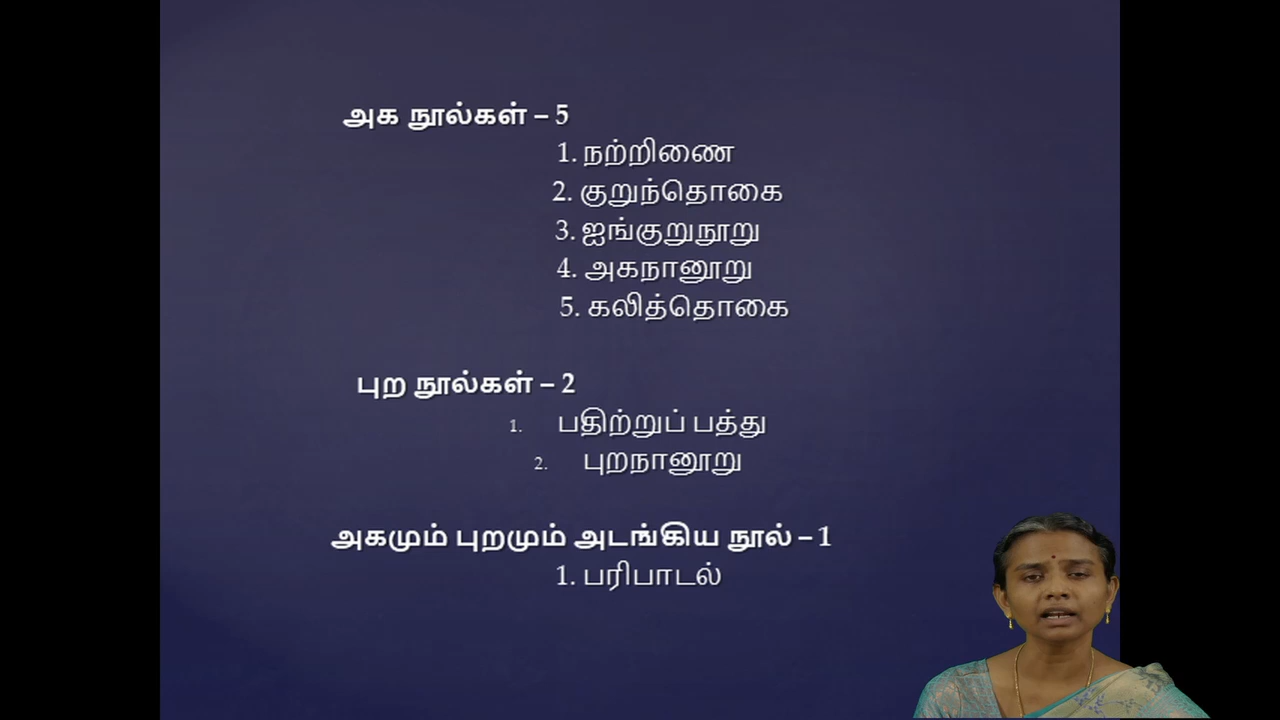 அக நூல்கள் – 5
1. நற்றிணை
2. குறுந்தொகை
3. ஐங்குறுநூறு
4. அகநானூறு
5. கலித்தொகை
புற நூல்கள் – 2
1. பதிற்றுப் பத்து
2. புறநானூறு
அகமும் புறமும் அடங்கிய நூல் – 1
1. பரிபாடல்